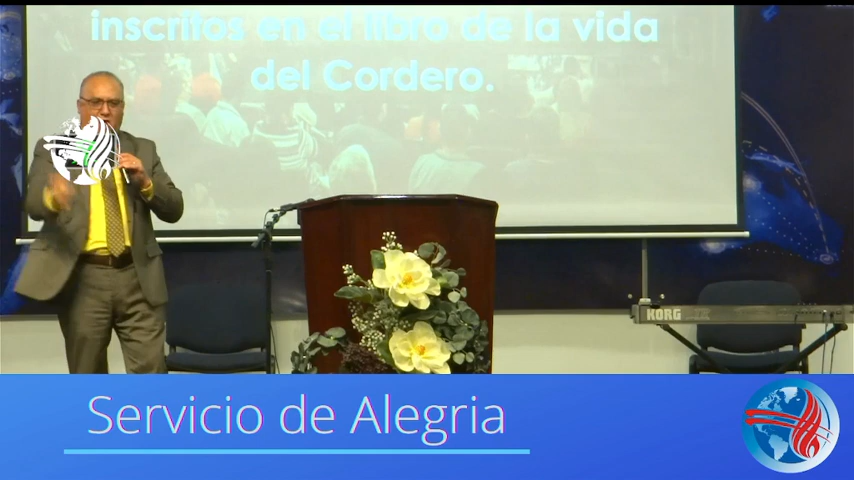 inscritos en el libro de la vida
del Cordero.
KORG
Servicio de Alegria